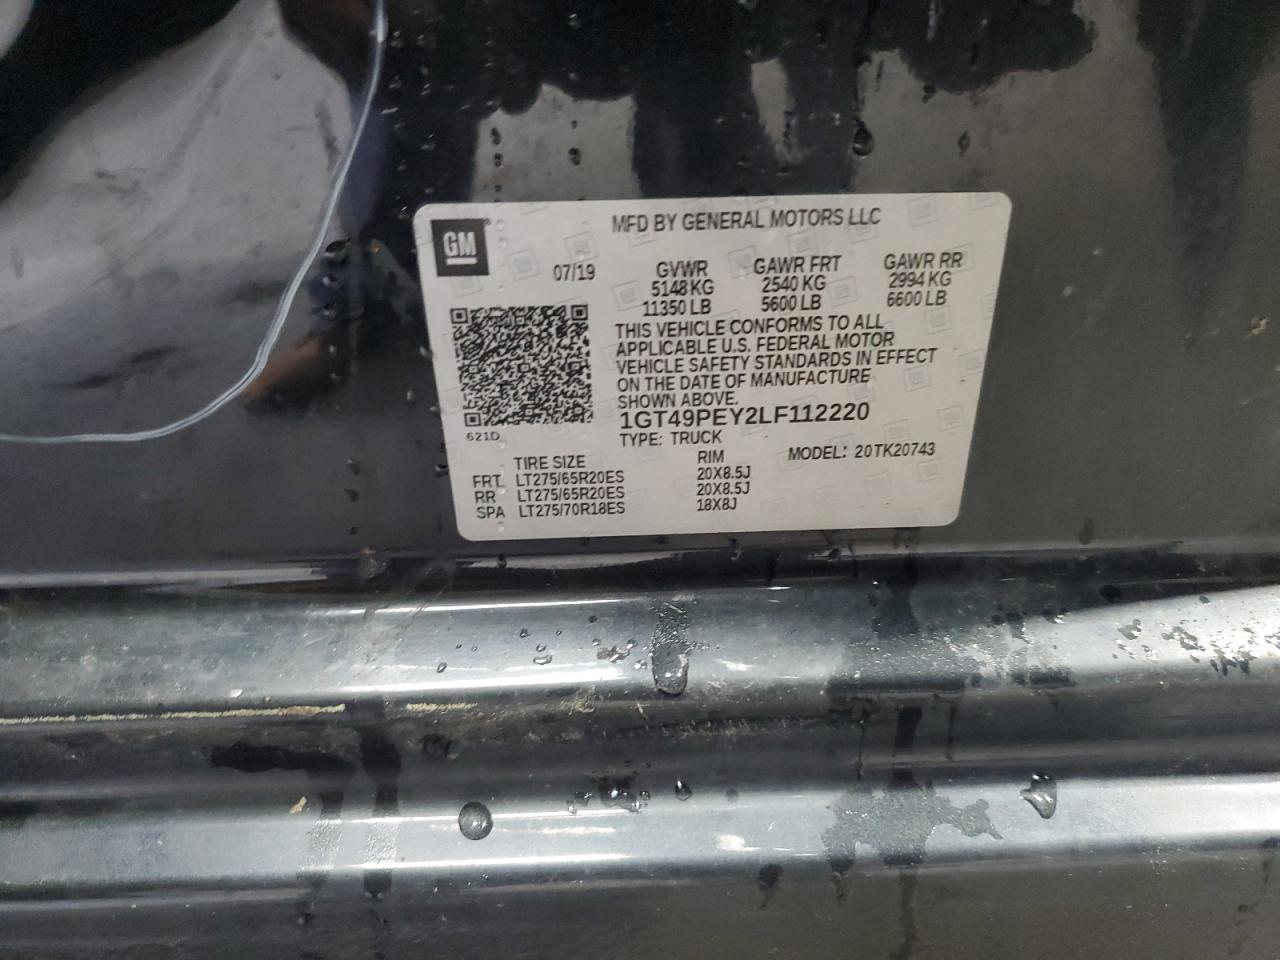 GM
MFD BY GENERAL MOTORS LLC
07/19
GVWR
5148 KG
11350 LB
GAWR FRT
2540 KG
5600 LB
GAWR RR
2994 KG
6600 LB
THIS VEHICLE CONFORMS TO ALL
APPLICABLE U.S. FEDERAL MOTOR
VEHICLE SAFETY STANDARDS IN EFFECT
ON THE DATE OF MANUFACTURE
SHOWN ABOVE.
1GT49PEY2LF112220
621D
TYPE: TRUCK
MODEL: 20TK20743
TIRE SIZE RIM
FRT LT275/65R20ES 20X8.5J
RR LT275/65R20ES 20X8.5J
SPA LT275/70R18ES 18X8J